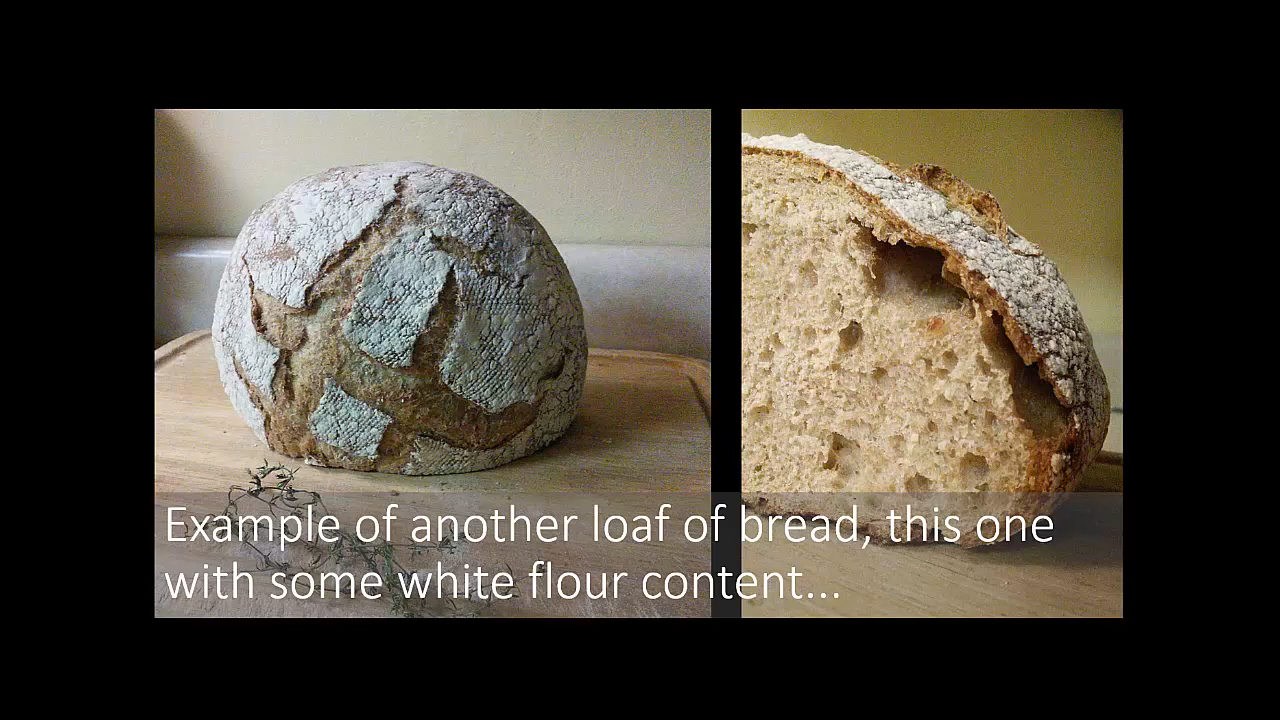 Example of another loaf of bread, this one
with some white flour content...